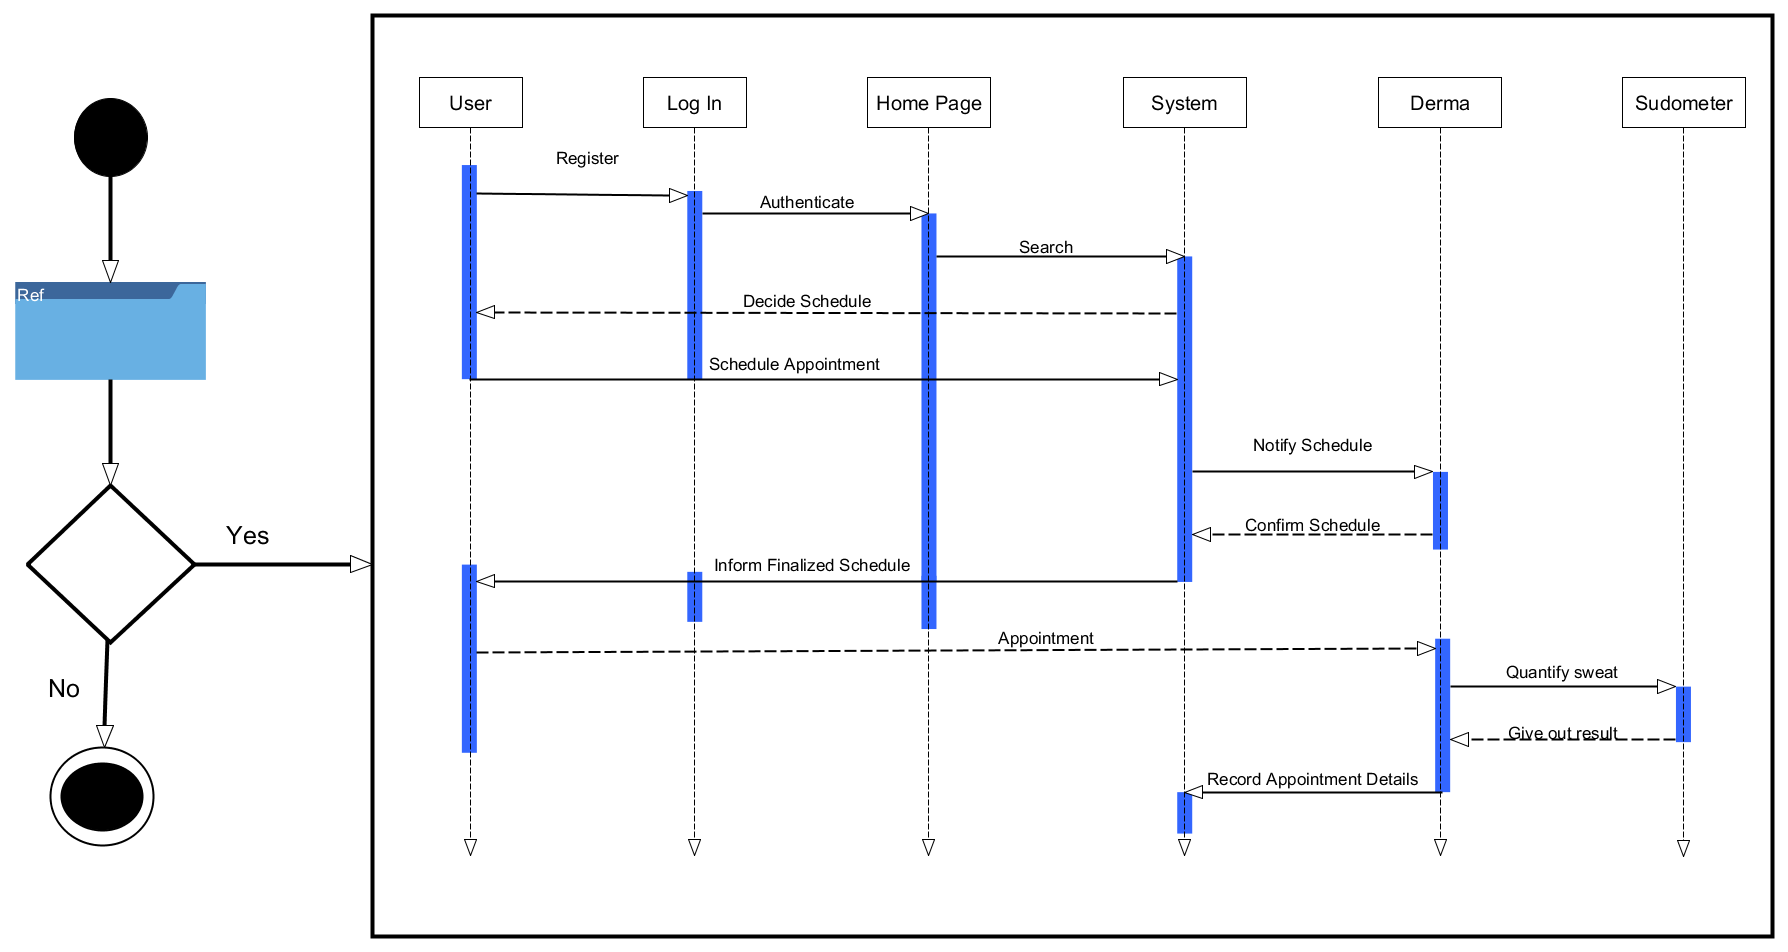 User
Log In
Home Page
System
Derma
Sudometer
Register
Authenticate
Search
Ref
Decide Schedule
Schedule Appointment
Notify Schedule
Confirm Schedule
Yes
Inform Finalized Schedule
Appointment
Quantify sweat
No
Give out result
Record Appointment Details